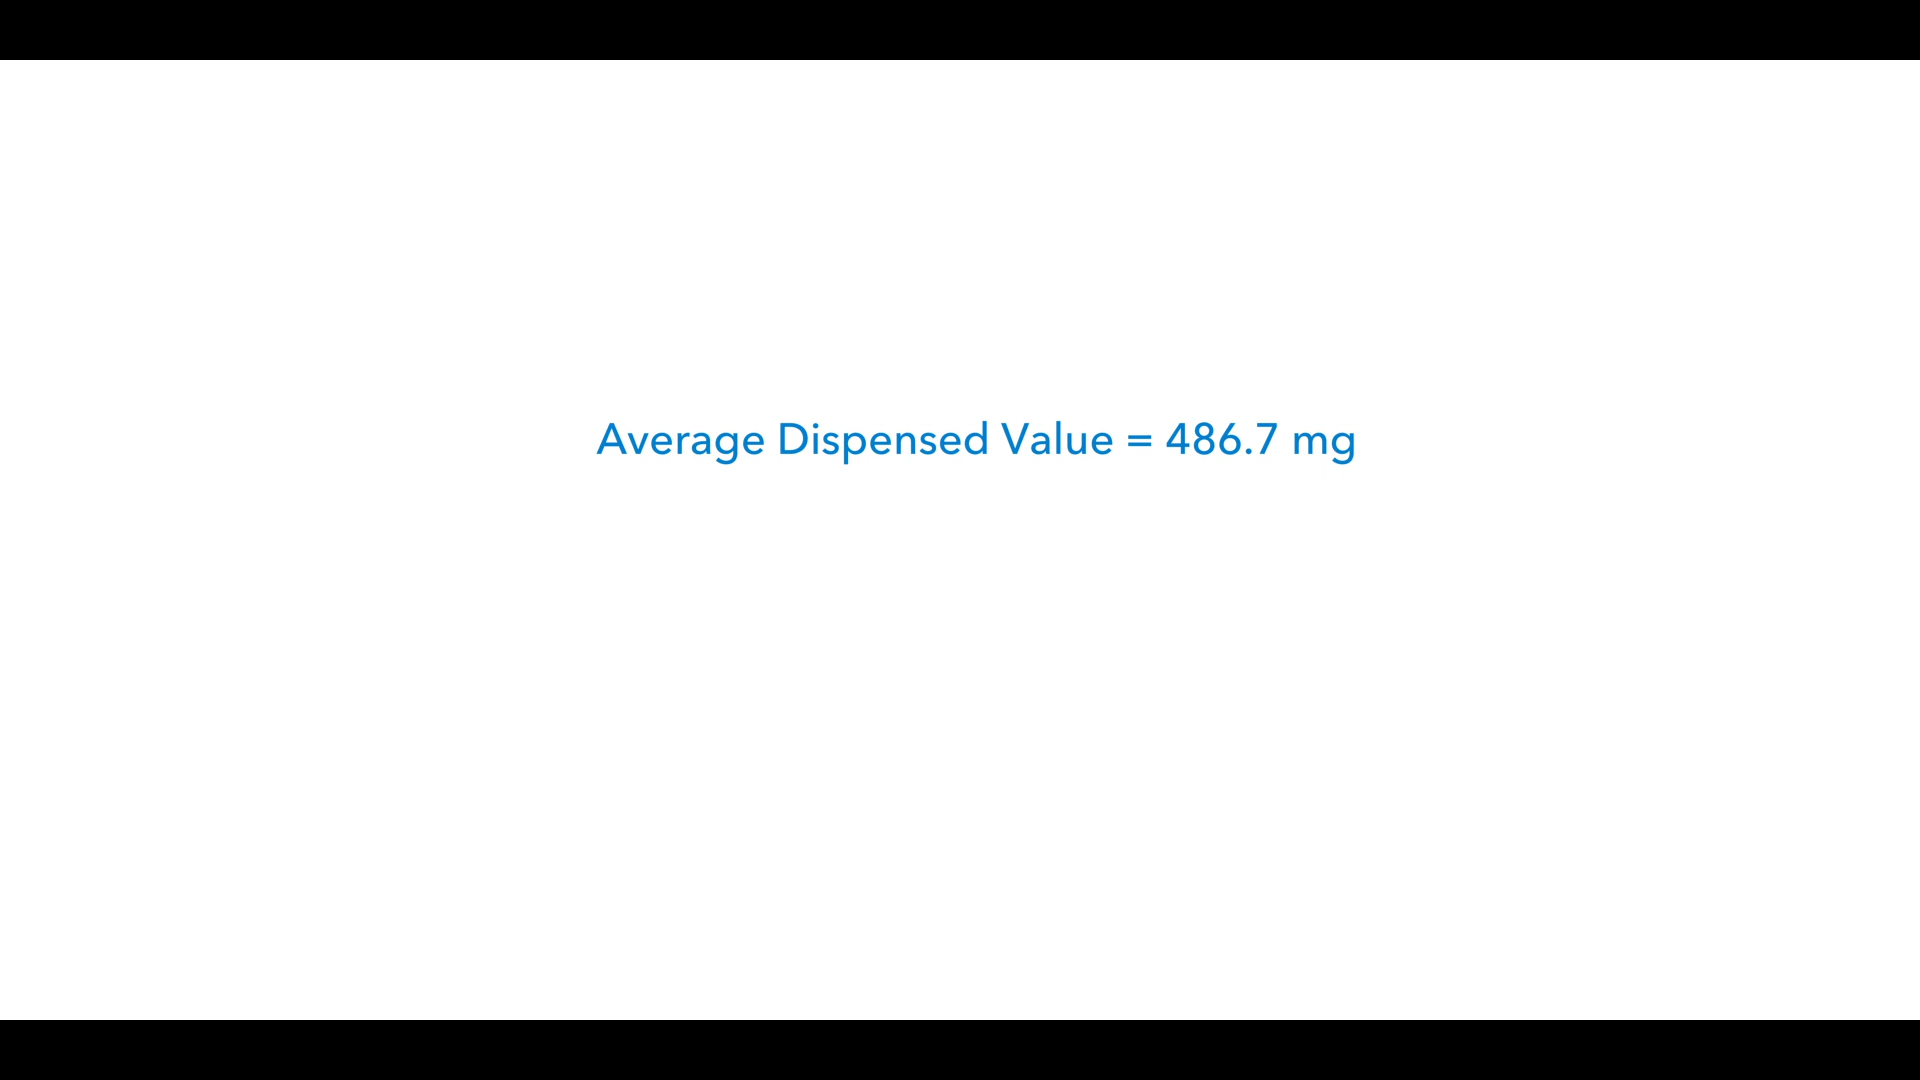 Average Dispensed Value = 486.7 mg